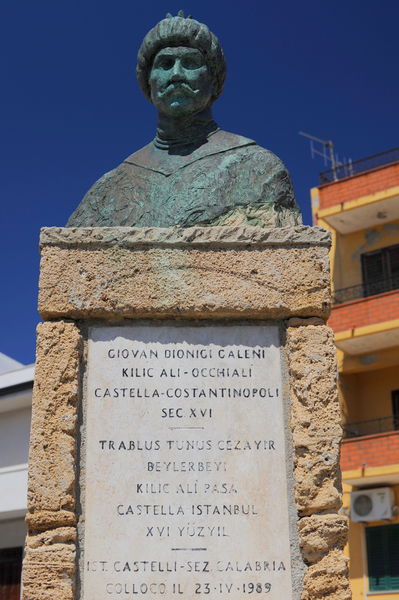 GIOVAN DIONIGI GALENI
KILIC ALI-OCCHIALÍ
CASTELLA-COSTANTINOPOLI
SEC XVI
TRABLUS TUNUS CEZAYIR
BEYLERBEYI
KILIC ALİ PASA
CASTELLA ISTANBUL
XVI YÜZYIL
IST. CASTELLI-SEZ. CALABRIA
COLLOCO IL 23·IV·1989